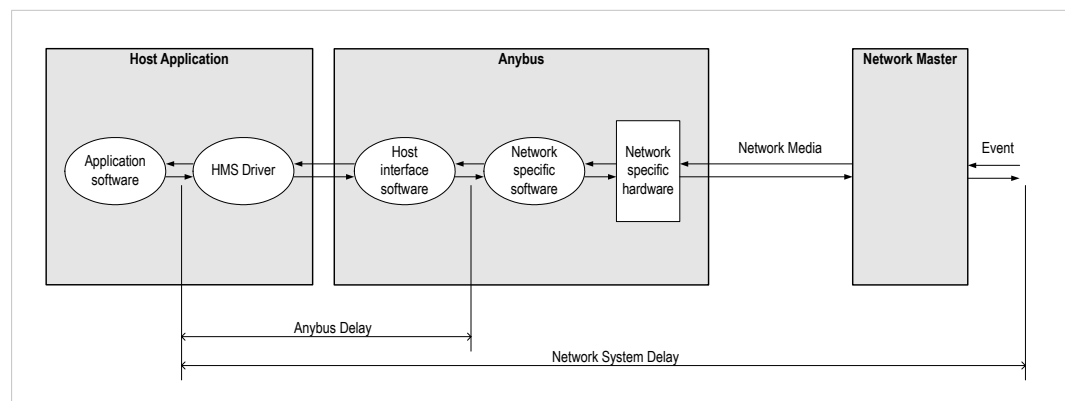 Host Application
Anybus
Network Master
Application
software
HMS Driver
Host
interface
software
Network
specific
software
Network
specific
hardware
Network Media
Event
Anybus Delay
Network System Delay